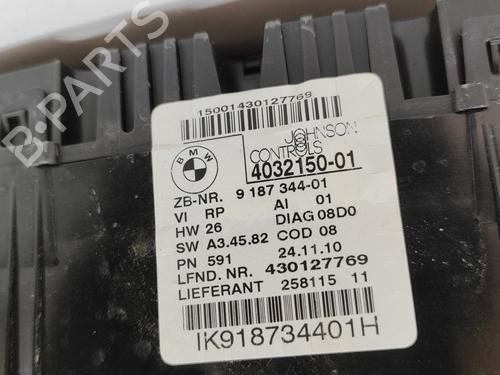 B-PARTS
15001430127769
BMW
JOHNSON
CONTROLS
4032150-01
ZB-NR. 9 187 344-01
VI RP AI 01
HW 26 DIAG 08D0
SW A3.45.82 COD 08
PN 591 24.11.10
LFND. NR. 430127769
LIEFERANT 258115 11
IK918734401H